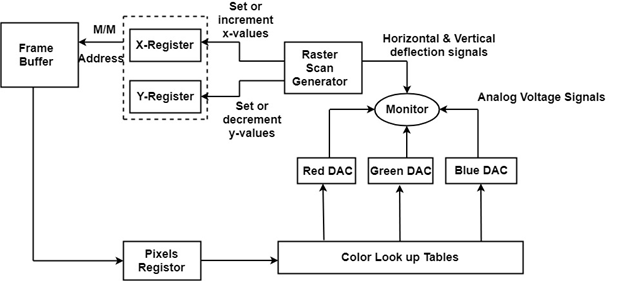 Set or
increment
x-values
M/M
Address
Frame
Buffer
X-Register
Y-Register
Set or
decrement
y-values
Raster
Scan
Generator
Horizontal & Vertical
deflection signals
Monitor
Analog Voltage Signals
Red DAC
Green DAC
Blue DAC
Pixels
Registor
Color Look up Tables